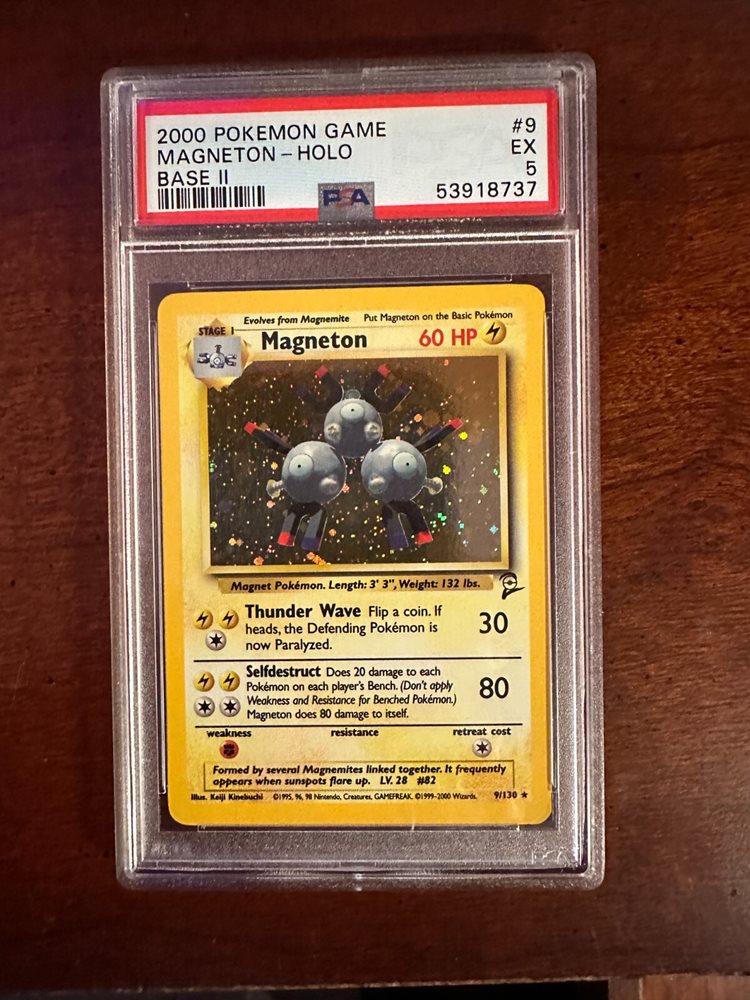 2000 POKEMON GAME #9
MAGNETON - HOLO EX
BASE II 5
PSA 53918737
Evolves from Magnemite Put Magneton on the Basic Pokémon
STAGE 1
Magneton 60 HP
Magnet Pokémon. Length: 3' 3", Weight: 132 lbs.
Thunder Wave Flip a coin. If
heads, the Defending Pokémon is
now Paralyzed.
30
Selfdestruct Does 20 damage to each
Pokémon on each player's Bench. (Don't apply
Weakness and Resistance for Benched Pokémon.)
Magneton does 80 damage to itself.
80
weakness resistance retreat cost
Formed by several Magnemites linked together. It frequently
appears when sunspots flare up. LV. 28 #82
Illus. Keiji Kinebuchi ©1995, 96, 98 Nintendo, Creatures, GAMEFREAK. ©1999-2000 Wizards. 9/130 ★